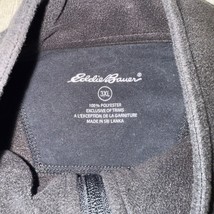 Eddie Bauer
3XL
100% POLYESTER
EXCLUSIVE OF TRIMS
A L'EXCEPTION DE LA GARNITURE
MADE IN SRI LANKA